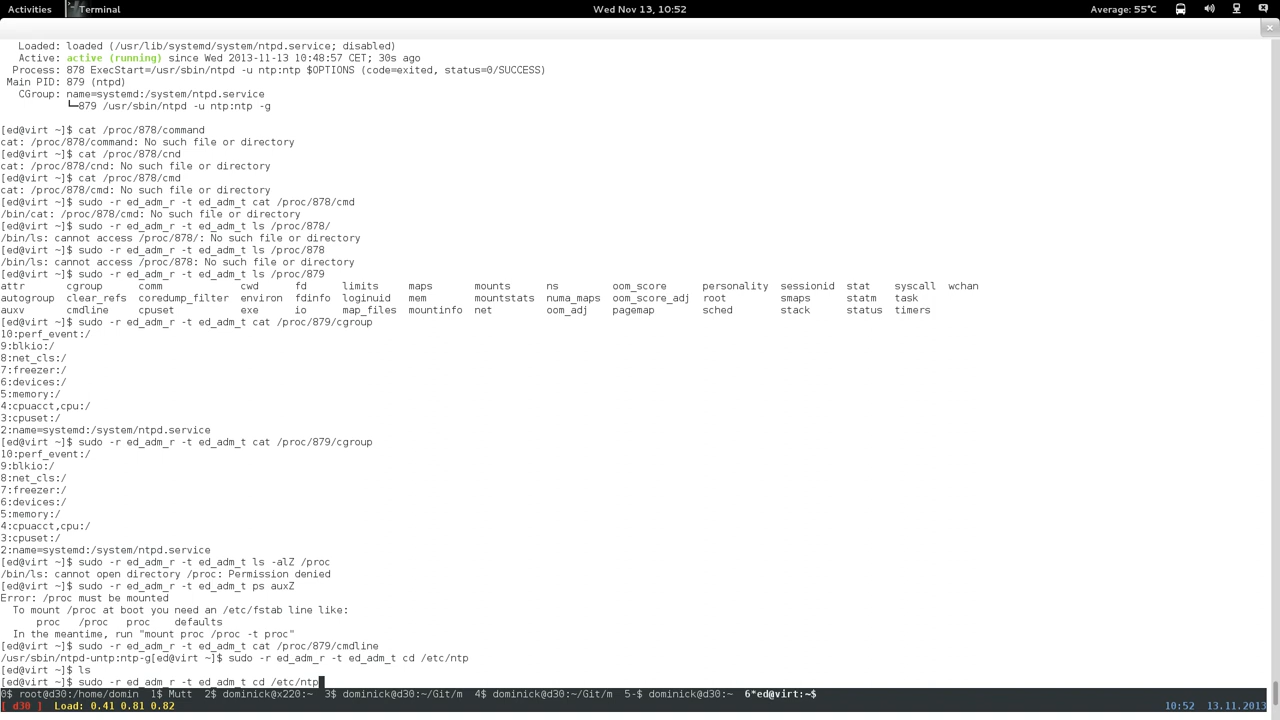 Activities Terminal Wed Nov 13, 10:52 Average: 55°C
Loaded: loaded (/usr/lib/systemd/system/ntpd.service; disabled)
Active: active (running) since Wed 2013-11-13 10:48:57 CET; 30s ago
Process: 878 ExecStart=/usr/sbin/ntpd -u ntp:ntp $OPTIONS (code=exited, status=0/SUCCESS)
Main PID: 879 (ntpd)
CGroup: name=systemd:/system/ntpd.service
└─879 /usr/sbin/ntpd -u ntp:ntp -g
[ed@virt ~]$ cat /proc/878/command
cat: /proc/878/command: No such file or directory
[ed@virt ~]$ cat /proc/878/cnd
cat: /proc/878/cnd: No such file or directory
[ed@virt ~]$ cat /proc/878/cmd
cat: /proc/878/cmd: No such file or directory
[ed@virt ~]$ sudo -r ed_adm_r -t ed_adm_t cat /proc/878/cmd
/bin/cat: /proc/878/cmd: No such file or directory
[ed@virt ~]$ sudo -r ed_adm_r -t ed_adm_t ls /proc/878/
/bin/ls: cannot access /proc/878/: No such file or directory
[ed@virt ~]$ sudo -r ed_adm_r -t ed_adm_t ls /proc/878
/bin/ls: cannot access /proc/878: No such file or directory
[ed@virt ~]$ sudo -r ed_adm_r -t ed_adm_t ls /proc/879
attr cgroup comm cwd fd limits maps mounts ns oom_score personality sessionid stat syscall wchan
autogroup clear_refs coredump_filter environ fdinfo loginuid mem mountstats numa_maps oom_score_adj root smaps statm task
auxv cmdline cpuset exe io map_files mountinfo net oom_adj pagemap sched stack status timers
[ed@virt ~]$ sudo -r ed_adm_r -t ed_adm_t cat /proc/879/cgroup
10:perf_event:/
9:blkio:/
8:net_cls:/
7:freezer:/
6:devices:/
5:memory:/
4:cpuacct,cpu:/
3:cpuset:/
2:name=systemd:/system/ntpd.service
[ed@virt ~]$ sudo -r ed_adm_r -t ed_adm_t cat /proc/879/cgroup
10:perf_event:/
9:blkio:/
8:net_cls:/
7:freezer:/
6:devices:/
5:memory:/
4:cpuacct,cpu:/
3:cpuset:/
2:name=systemd:/system/ntpd.service
[ed@virt ~]$ sudo -r ed_adm_r -t ed_adm_t ls -alZ /proc
/bin/ls: cannot open directory /proc: Permission denied
[ed@virt ~]$ sudo -r ed_adm_r -t ed_adm_t ps auxZ
Error: /proc must be mounted
To mount /proc at boot you need an /etc/fstab line like:
proc /proc proc defaults
In the meantime, run "mount proc /proc -t proc"
[ed@virt ~]$ sudo -r ed_adm_r -t ed_adm_t cat /proc/879/cmdline
/usr/sbin/ntpd-untp:ntp-g[ed@virt ~]$ sudo -r ed_adm_r -t ed_adm_t cd /etc/ntp
[ed@virt ~]$ ls
[ed@virt ~]$ sudo -r ed_adm_r -t ed_adm_t cd /etc/ntp
0$ root@d30:/home/domin 1$ Mutt 2$ dominick@x220:~ 3$ dominick@d30:~/Git/m 4$ dominick@d30:~/Git/m 5-$ dominick@d30:~ 6*ed@virt:~$
[ d30 ] Load: 0.41 0.81 0.82 10:52 13.11.2013